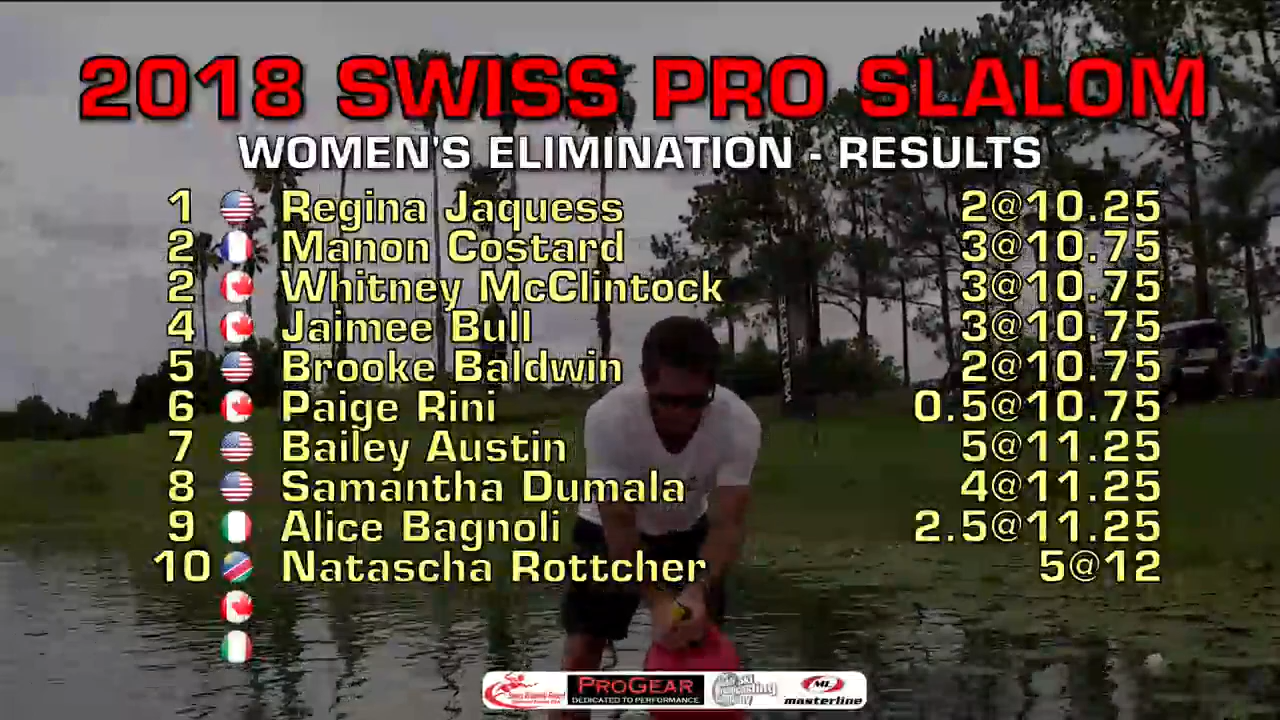 2018 SWISS PRO SLALOM
WOMEN'S ELIMINATION - RESULTS
1 Regina Jaquess 2@10.25
2 Manon Costard 3@10.75
2 Whitney McClintock 3@10.75
4 Jaimee Bull 3@10.75
5 Brooke Baldwin 2@10.75
6 Paige Rini 0.5@10.75
7 Bailey Austin 5@11.25
8 Samantha Dumala 4@11.25
9 Alice Bagnoli 2.5@11.25
10 Natascha Rottcher 5@12
PROGEAR
DEDICATED TO PERFORMANCE
ML
masterline